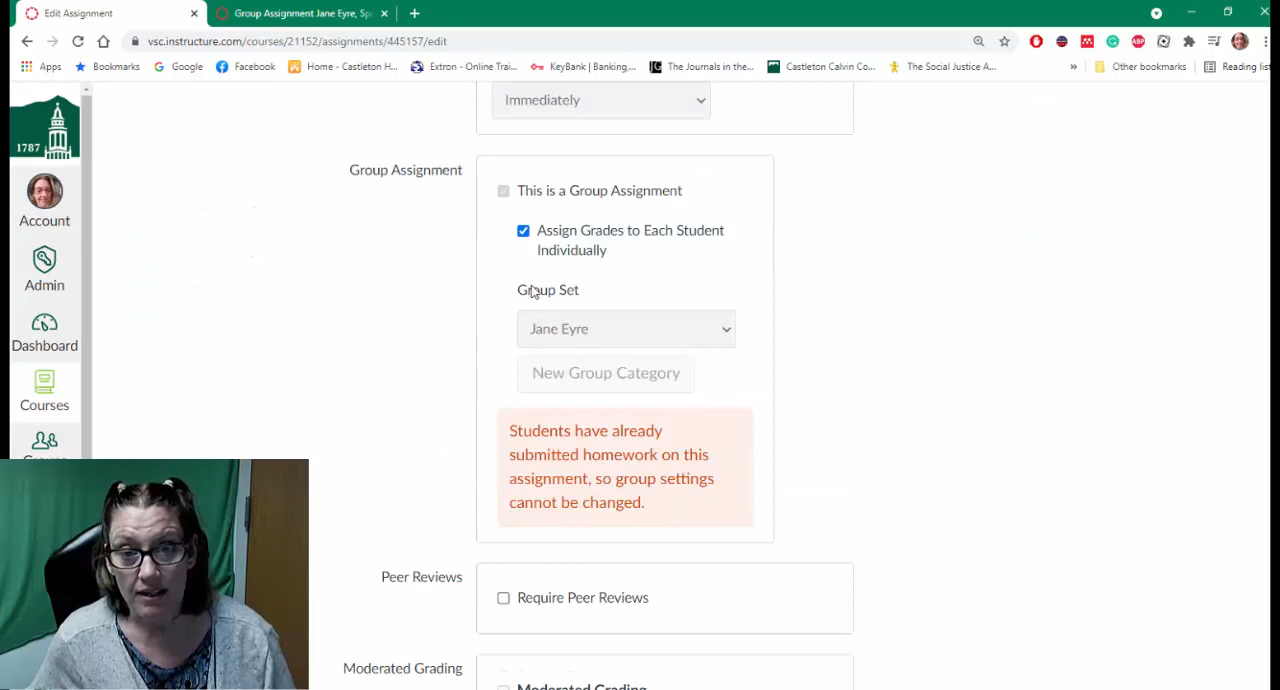 Edit Assignment
Group Assignment Jane Eyre, Sp
vsc.instructure.com/courses/21152/assignments/445157/edit
Apps
Bookmarks
Google
Facebook
Home - Castleton H...
Extron - Online Trai...
KeyBank | Banking,...
The Journals in the...
Castleton Calvin Co...
The Social Justice A...
»
Other bookmarks
Reading list
1787
Account
Admin
Dashboard
Courses
Immediately
Group Assignment
This is a Group Assignment
Assign Grades to Each Student
Individually
Group Set
Jane Eyre
New Group Category
Students have already
submitted homework on this
assignment, so group settings
cannot be changed.
Peer Reviews
Require Peer Reviews
Moderated Grading
Moderated Grading